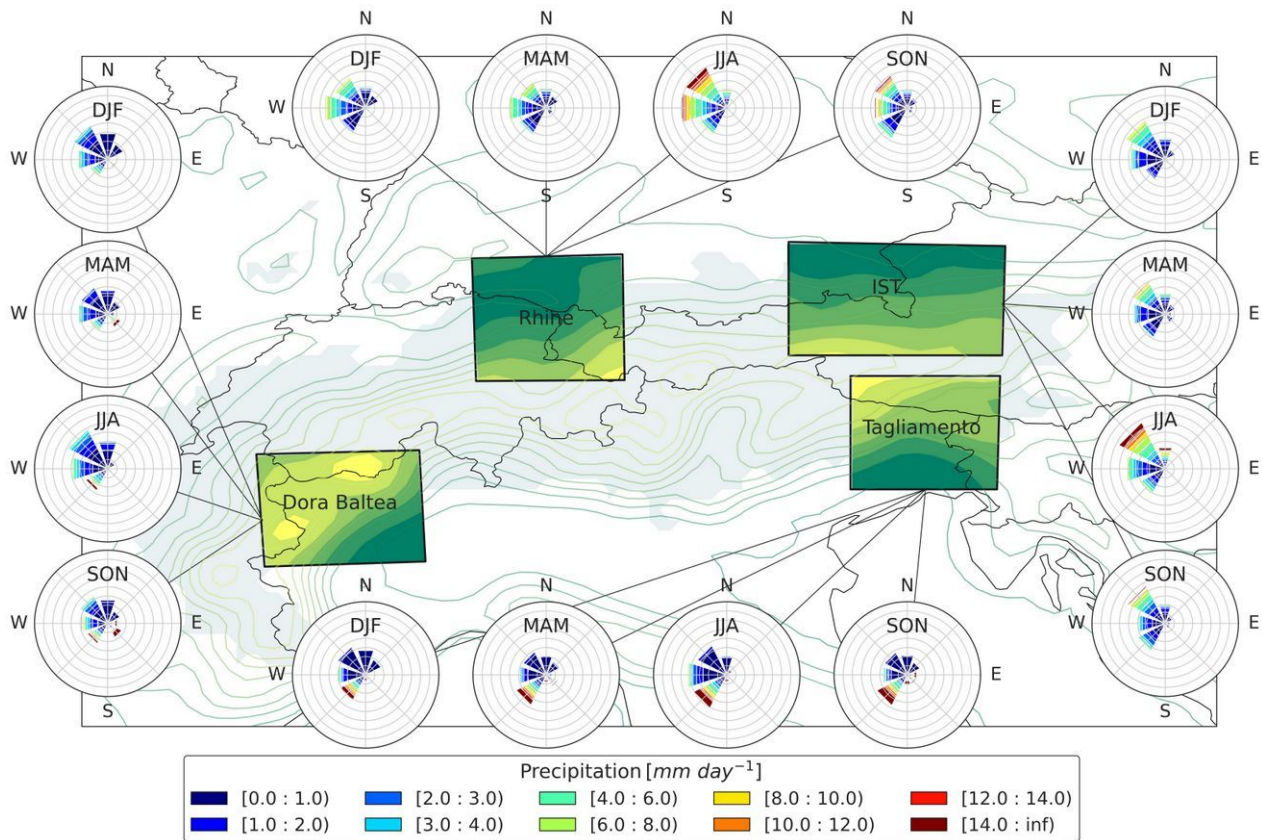 N N N N
DJF MAM JJA SON
W E
S S S S
N
DJF
W E
MAM
W E
JJA
W E
SON
W E
S
N
DJF
W E
MAM
W E
JJA
W E
SON
W E
S
Rhine
IST
Tagliamento
Dora Baltea
N N N N
DJF MAM JJA SON
W E
Precipitation [mm day⁻¹]
[0.0 : 1.0) [2.0 : 3.0) [4.0 : 6.0) [8.0 : 10.0) [12.0 : 14.0)
[1.0 : 2.0) [3.0 : 4.0) [6.0 : 8.0) [10.0 : 12.0) [14.0 : inf)